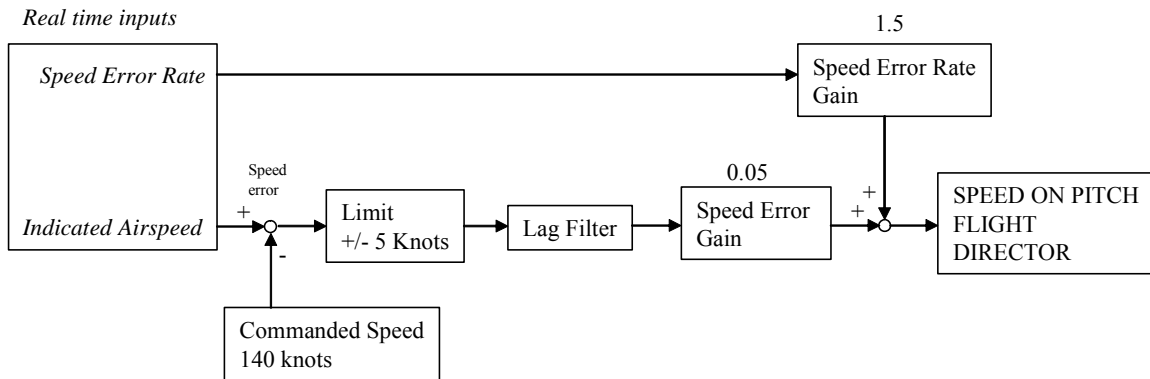 Real time inputs
1.5
Speed Error Rate
Speed Error Rate
Gain
Speed
error
0.05
+
+
+
Indicated Airspeed
Limit
+/- 5 Knots
Lag Filter
Speed Error
Gain
SPEED ON PITCH
FLIGHT
DIRECTOR
-
Commanded Speed
140 knots